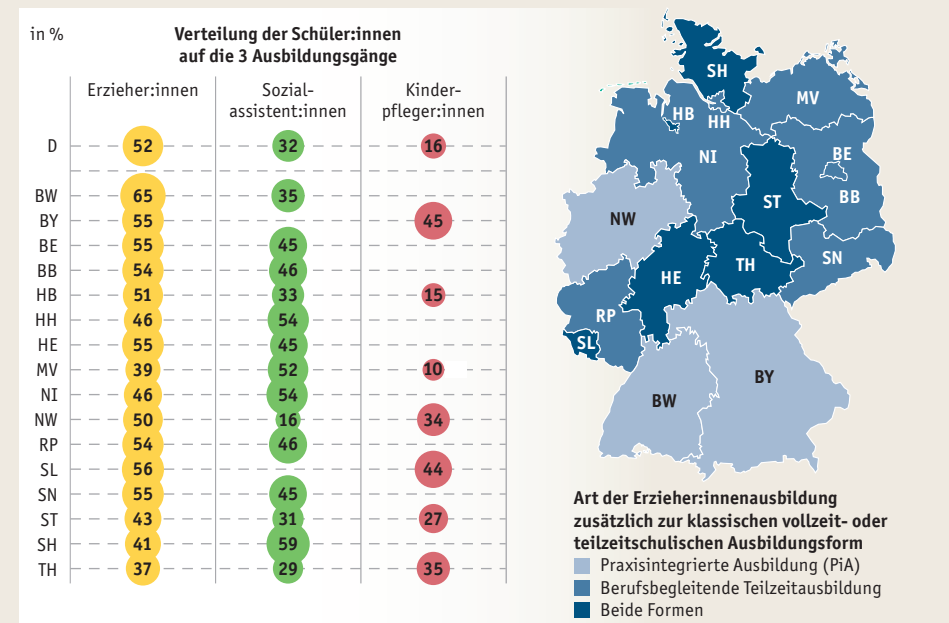 in %
Verteilung der Schüler:innen
auf die 3 Ausbildungsgänge
Erzieher:innen Sozial-
assistent:innen Kinder-
pfleger:innen
D 52 32 16
BW 65 35
BY 55 45
BE 55 45
BB 54 46
HB 51 33 15
HH 46 54
HE 55 45
MV 39 52 10
NI 46 54
NW 50 16 34
RP 54 46
SL 56 44
SN 55 45
ST 43 31 27
SH 41 59
TH 37 29 35
SH
MV
HB
HH
NI
BE
BB
ST
NW
SN
TH
HE
RP
SL
BY
BW
Art der Erzieher:innenausbildung
zusätzlich zur klassischen vollzeit- oder
teilzeitschulischen Ausbildungsform
Praxisintegrierte Ausbildung (PiA)
Berufsbegleitende Teilzeitausbildung
Beide Formen